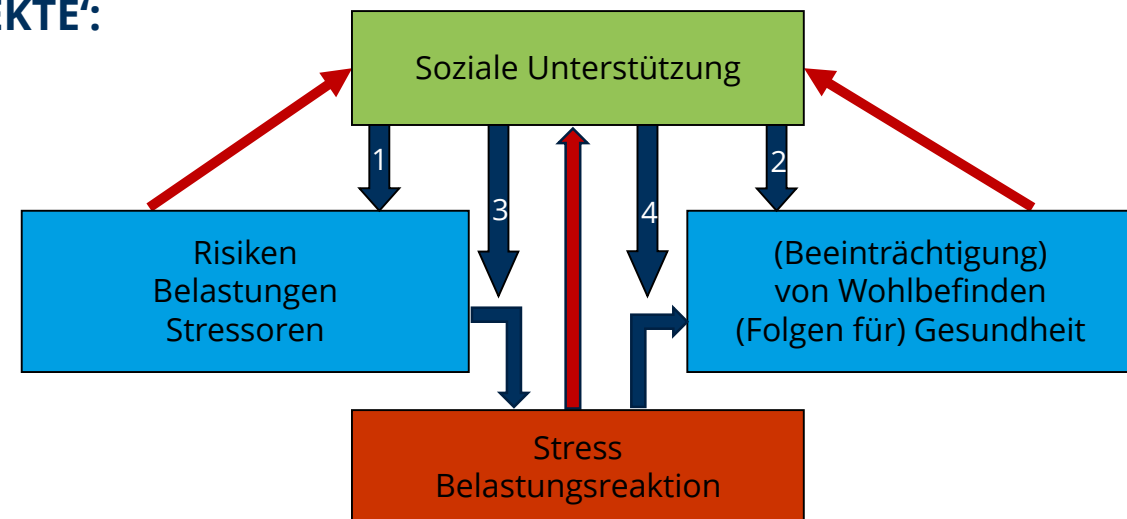 EKTE‘:
Soziale Unterstützung
1
2
3
4
Risiken
Belastungen
Stressoren
(Beeinträchtigung)
von Wohlbefinden
(Folgen für) Gesundheit
Stress
Belastungsreaktion